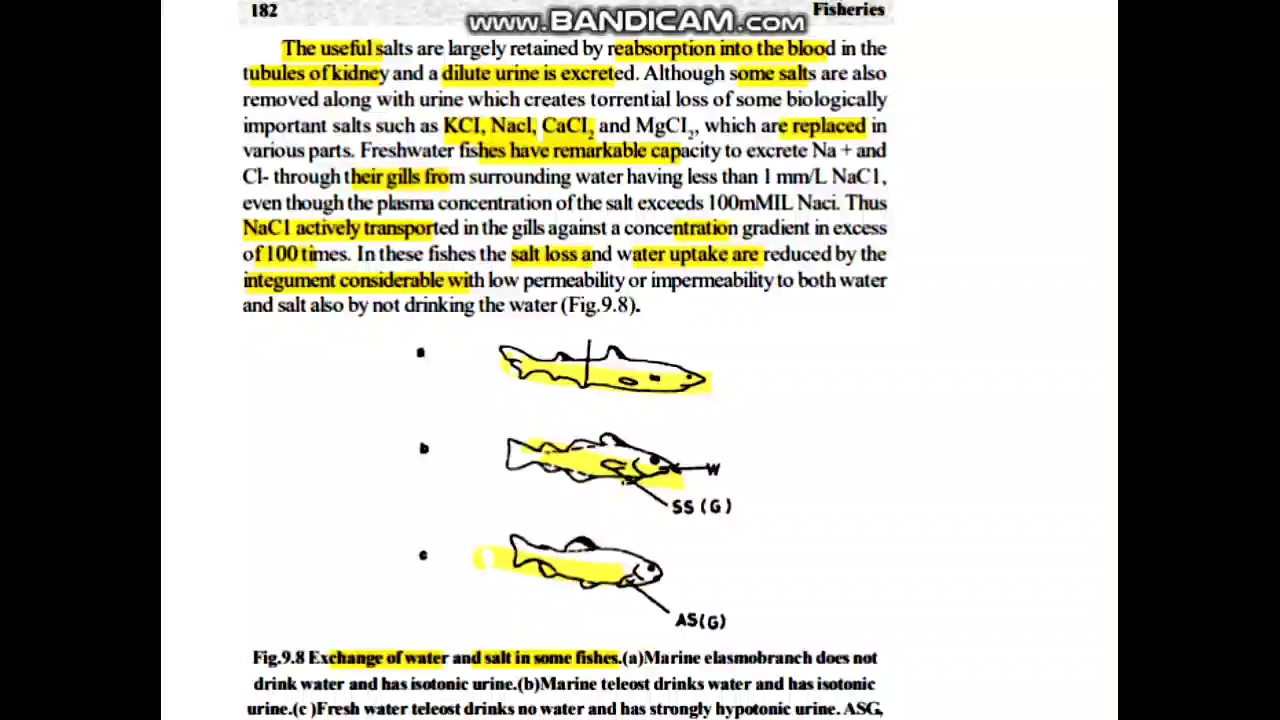 182
Fisheries
www.BANDICAM.com
The useful salts are largely retained by reabsorption into the blood in the
tubules of kidney and a dilute urine is excreted. Although some salts are also
removed along with urine which creates torrential loss of some biologically
important salts such as KCI, Nacl, CaCl2 and MgCI2, which are replaced in
various parts. Freshwater fishes have remarkable capacity to excrete Na + and
Cl- through their gills from surrounding water having less than 1 mm/L NaC1,
even though the plasma concentration of the salt exceeds 100mMIL Naci. Thus
NaC1 actively transported in the gills against a concentration gradient in excess
of 100 times. In these fishes the salt loss and water uptake are reduced by the
integument considerable with low permeability or impermeability to both water
and salt also by not drinking the water (Fig.9.8).
a
b
W
SS (G)
c
AS(G)
Fig.9.8 Exchange of water and salt in some fishes.(a)Marine elasmobranch does not
drink water and has isotonic urine.(b)Marine teleost drinks water and has isotonic
urine.(c )Fresh water teleost drinks no water and has strongly hypotonic urine. ASG,